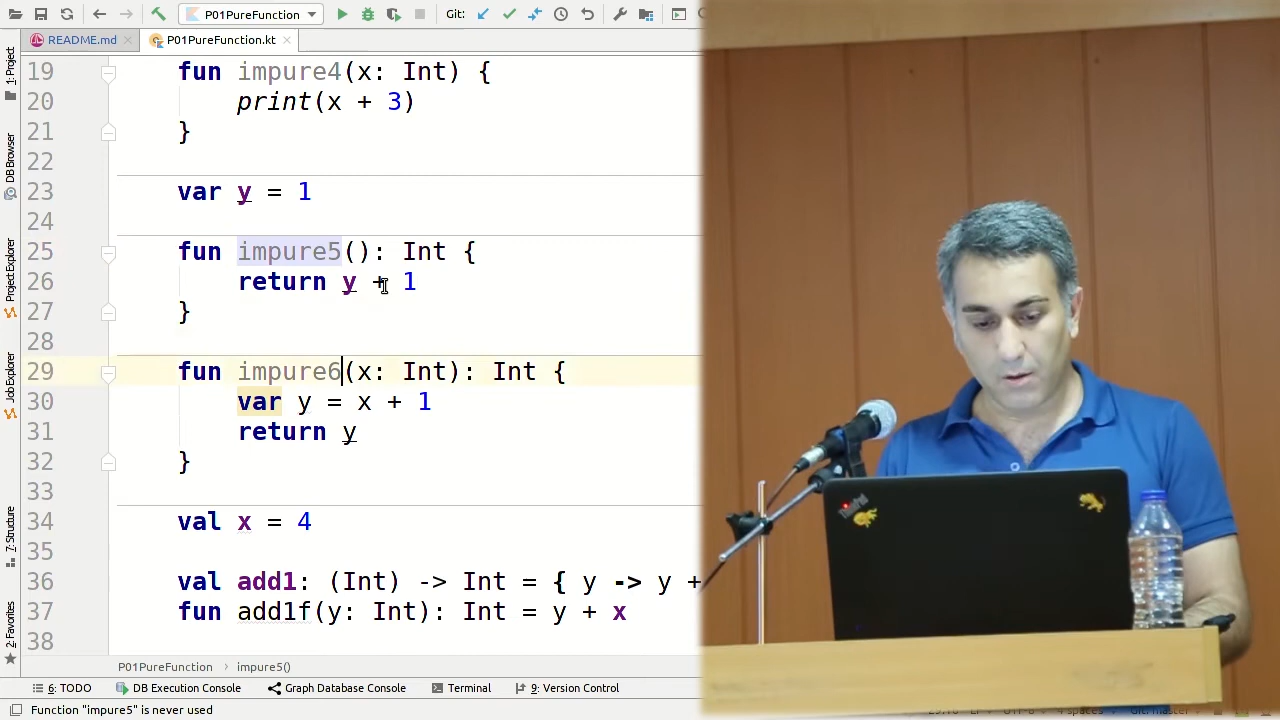 P01PureFunction
Git:
README.md
P01PureFunction.kt
1: Project
DB Browser
Project Explorer
Job Explorer
7: Structure
2: Favorites
19 fun impure4(x: Int) {
20 print(x + 3)
21 }
22
23 var y = 1
24
25 fun impure5(): Int {
26 return y + 1
27 }
28
29 fun impure6(x: Int): Int {
30 var y = x + 1
31 return y
32 }
33
34 val x = 4
35
36 val add1: (Int) -> Int = { y -> y +
37 fun add1f(y: Int): Int = y + x
38
P01PureFunction › impure5()
6: TODO DB Execution Console Graph Database Console Terminal 9: Version Control
Function "impure5" is never used
ThinkPad